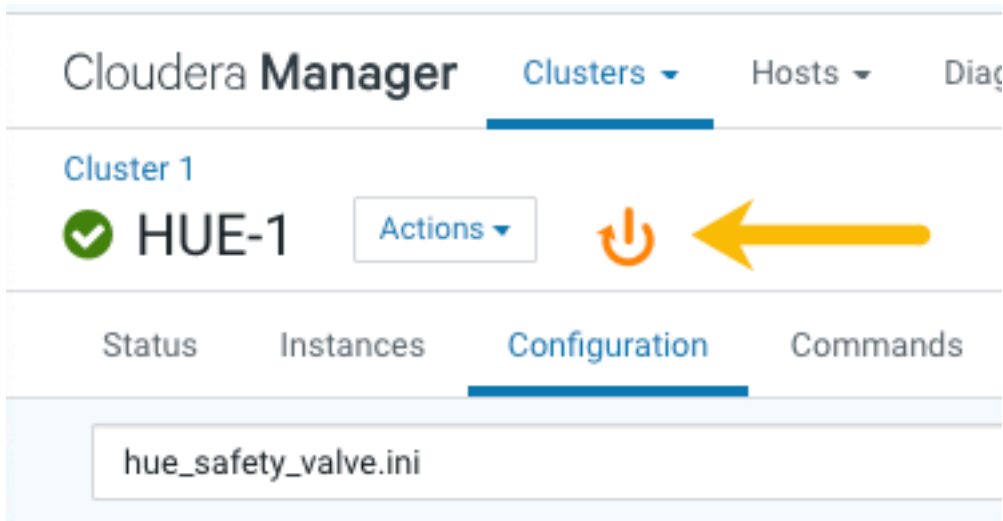 Cloudera Manager Clusters Hosts
Cluster 1
HUE-1 Actions
Status Instances Configuration Commands
hue_safety_valve.ini